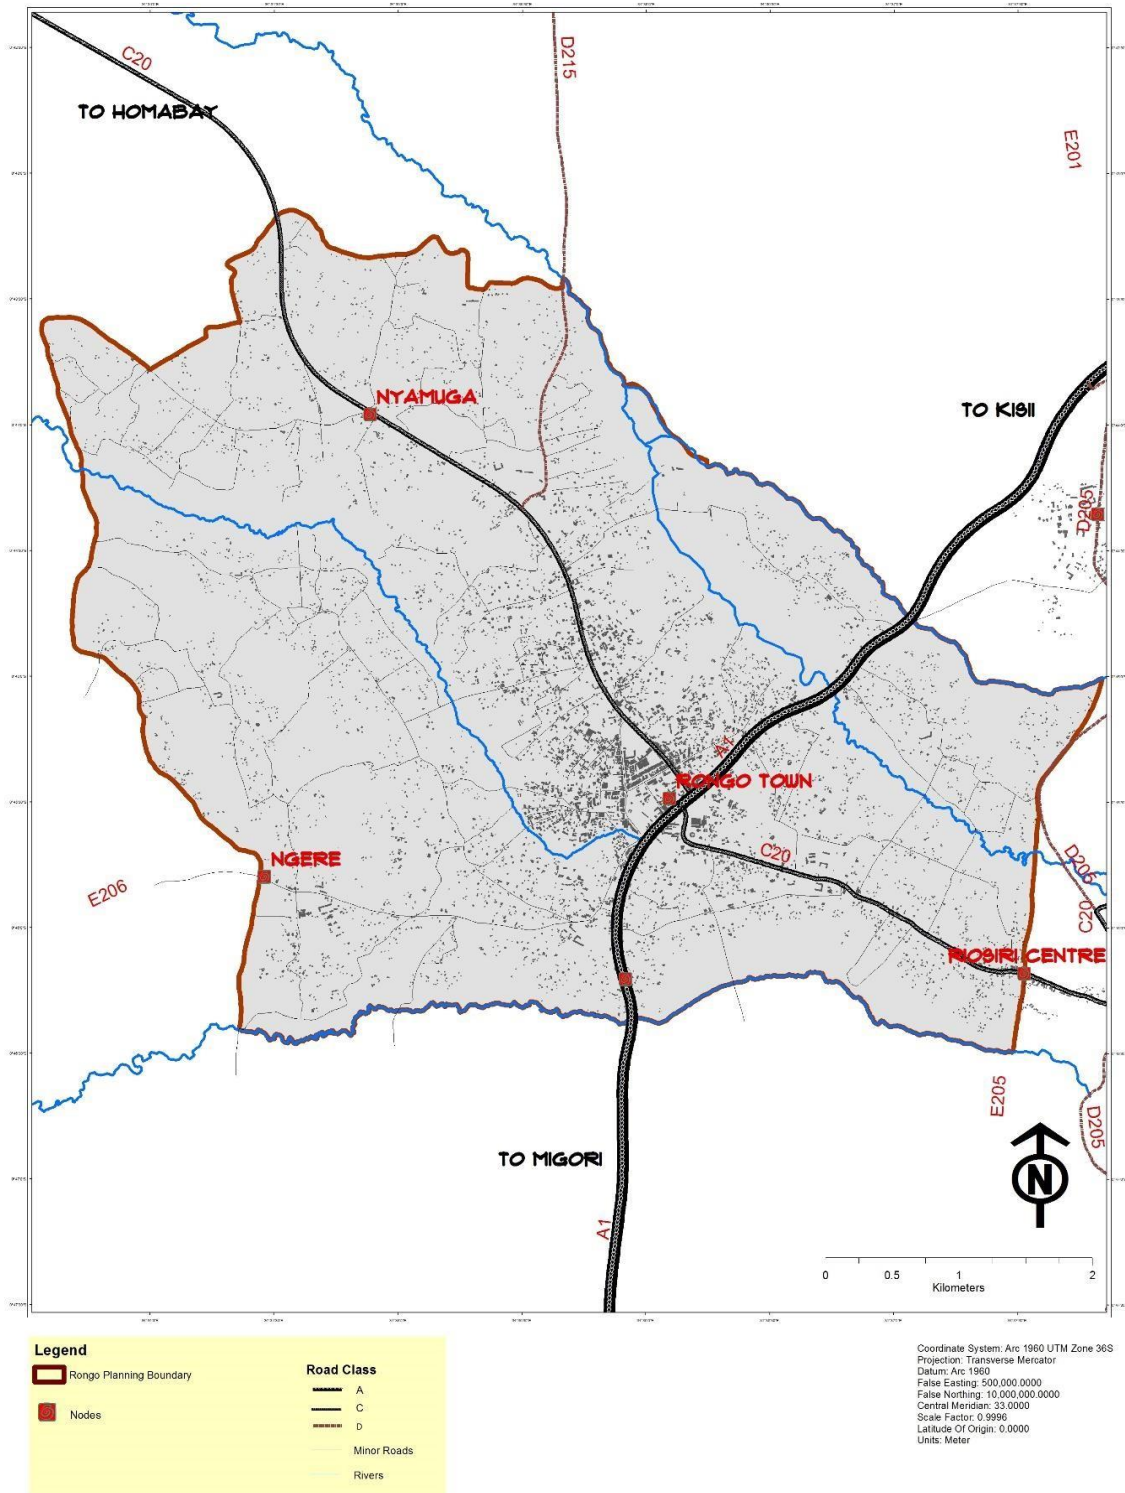 C20
D215
TO HOMABAY
E201
NYAMUGA
TO KISII
D205
A1
RONGO TOWN
C20
NGERE
E206
D205
C20
RIOSIRI CENTRE
E205
D205
TO MIGORI
A1
N
0 0.5 1 2
Kilometers
Legend
Rongo Planning Boundary
Nodes
Road Class
A
C
D
Minor Roads
Rivers
Coordinate System: Arc 1960 UTM Zone 36S
Projection: Transverse Mercator
Datum: Arc 1960
False Easting: 500,000.0000
False Northing: 10,000,000.0000
Central Meridian: 33.0000
Scale Factor: 0.9996
Latitude Of Origin: 0.0000
Units: Meter